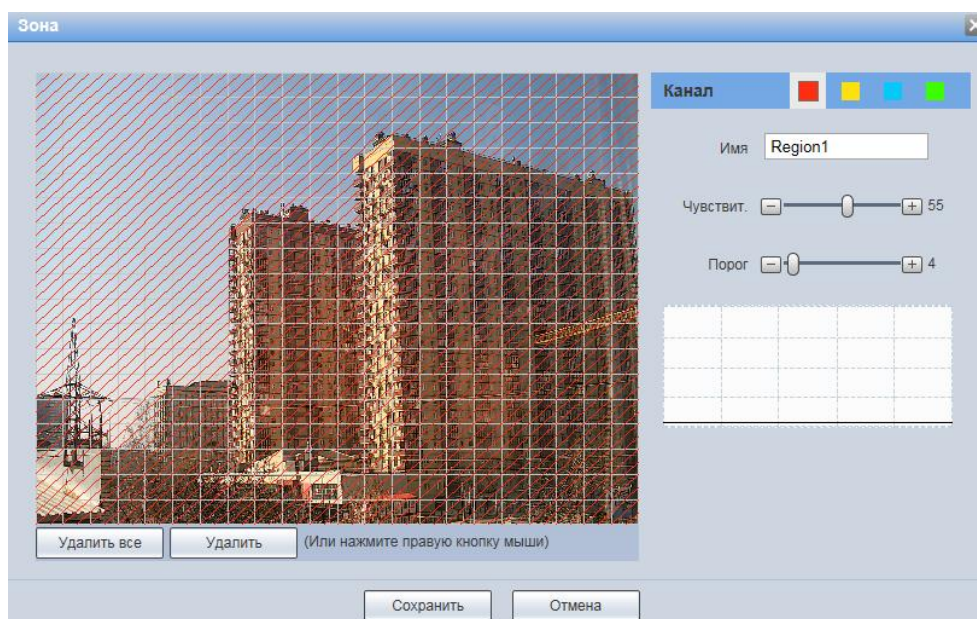 Зона
Канал
Имя Region1
Чувствит. 55
Порог 4
Удалить все Удалить (Или нажмите правую кнопку мыши)
Сохранить Отмена